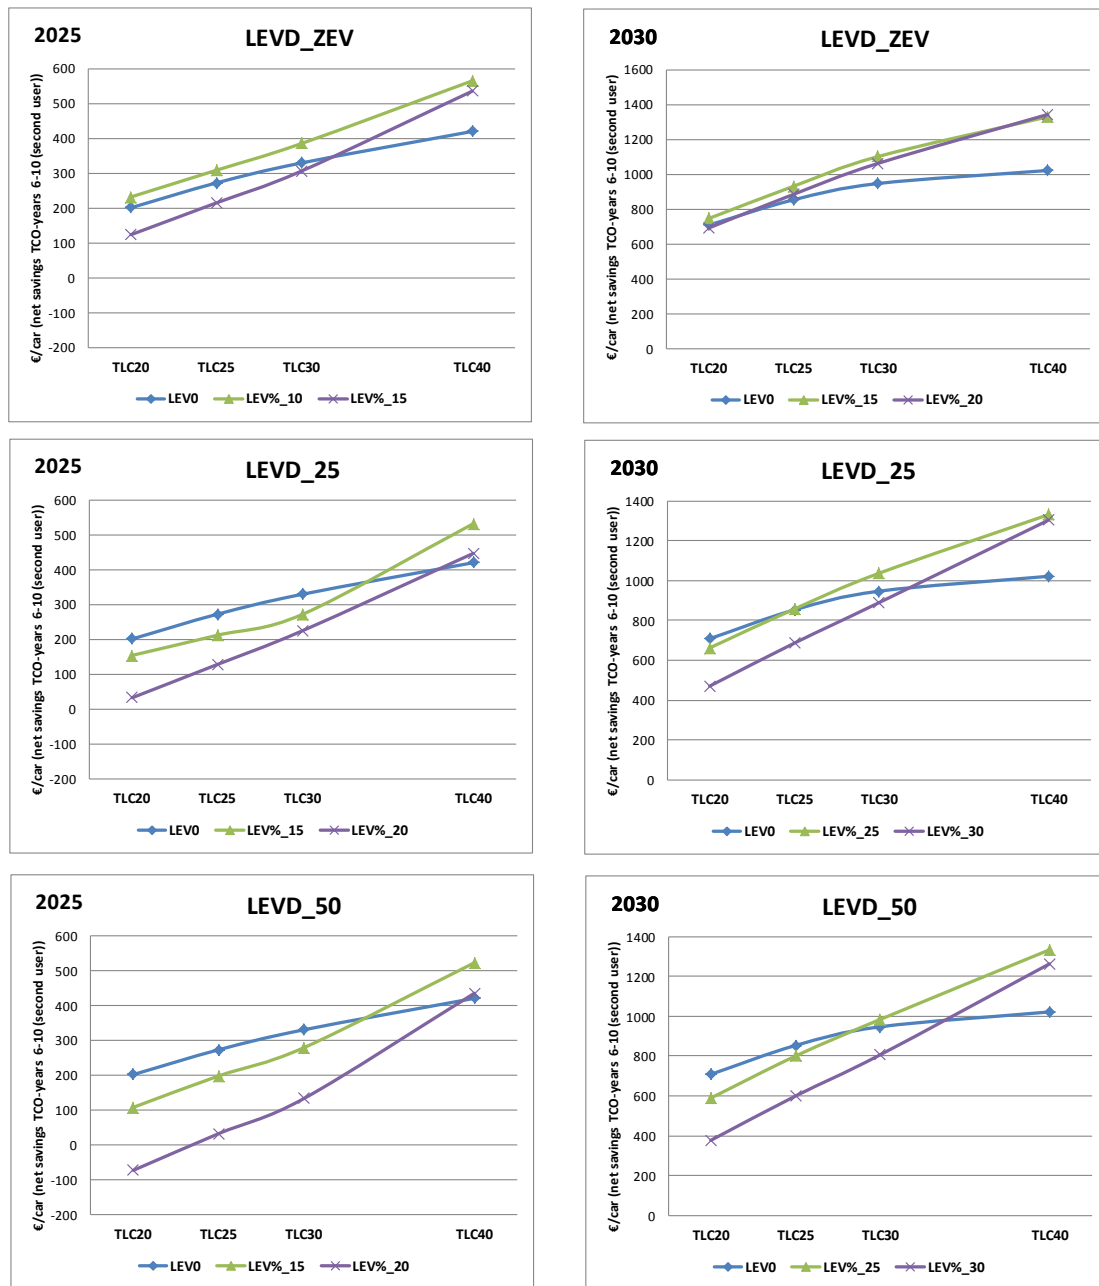 2025
LEVD_ZEV
€/car (net savings TCO-years 6-10 (second user))
600
500
400
300
200
100
0
-100
-200
TLC20 TLC25 TLC30 TLC40
LEV0 LEV%_10 LEV%_15
2030
LEVD_ZEV
€/car (net savings TCO-years 6-10 (second user)
1600
1400
1200
1000
800
600
400
200
0
TLC20 TLC25 TLC30 TLC40
LEV0 LEV%_15 LEV%_20
2025
LEVD_25
€/car (net savings TCO-years 6-10 (second user))
600
500
400
300
200
100
0
-100
-200
TLC20 TLC25 TLC30 TLC40
LEV0 LEV%_15 LEV%_20
2030
LEVD_25
€/car (net savings TCO-years 6-10 (second user))
1400
1200
1000
800
600
400
200
0
TLC20 TLC25 TLC30 TLC40
LEV0 LEV%_25 LEV%_30
2025
LEVD_50
€/car (net savings TCO-years 6-10 (second user))
600
500
400
300
200
100
0
-100
-200
TLC20 TLC25 TLC30 TLC40
LEV0 LEV%_15 LEV%_20
2030
LEVD_50
€/car (net savings TCO-years 6-10 (second user))
1400
1200
1000
800
600
400
200
0
TLC20 TLC25 TLC30 TLC40
LEV0 LEV%_25 LEV%_30